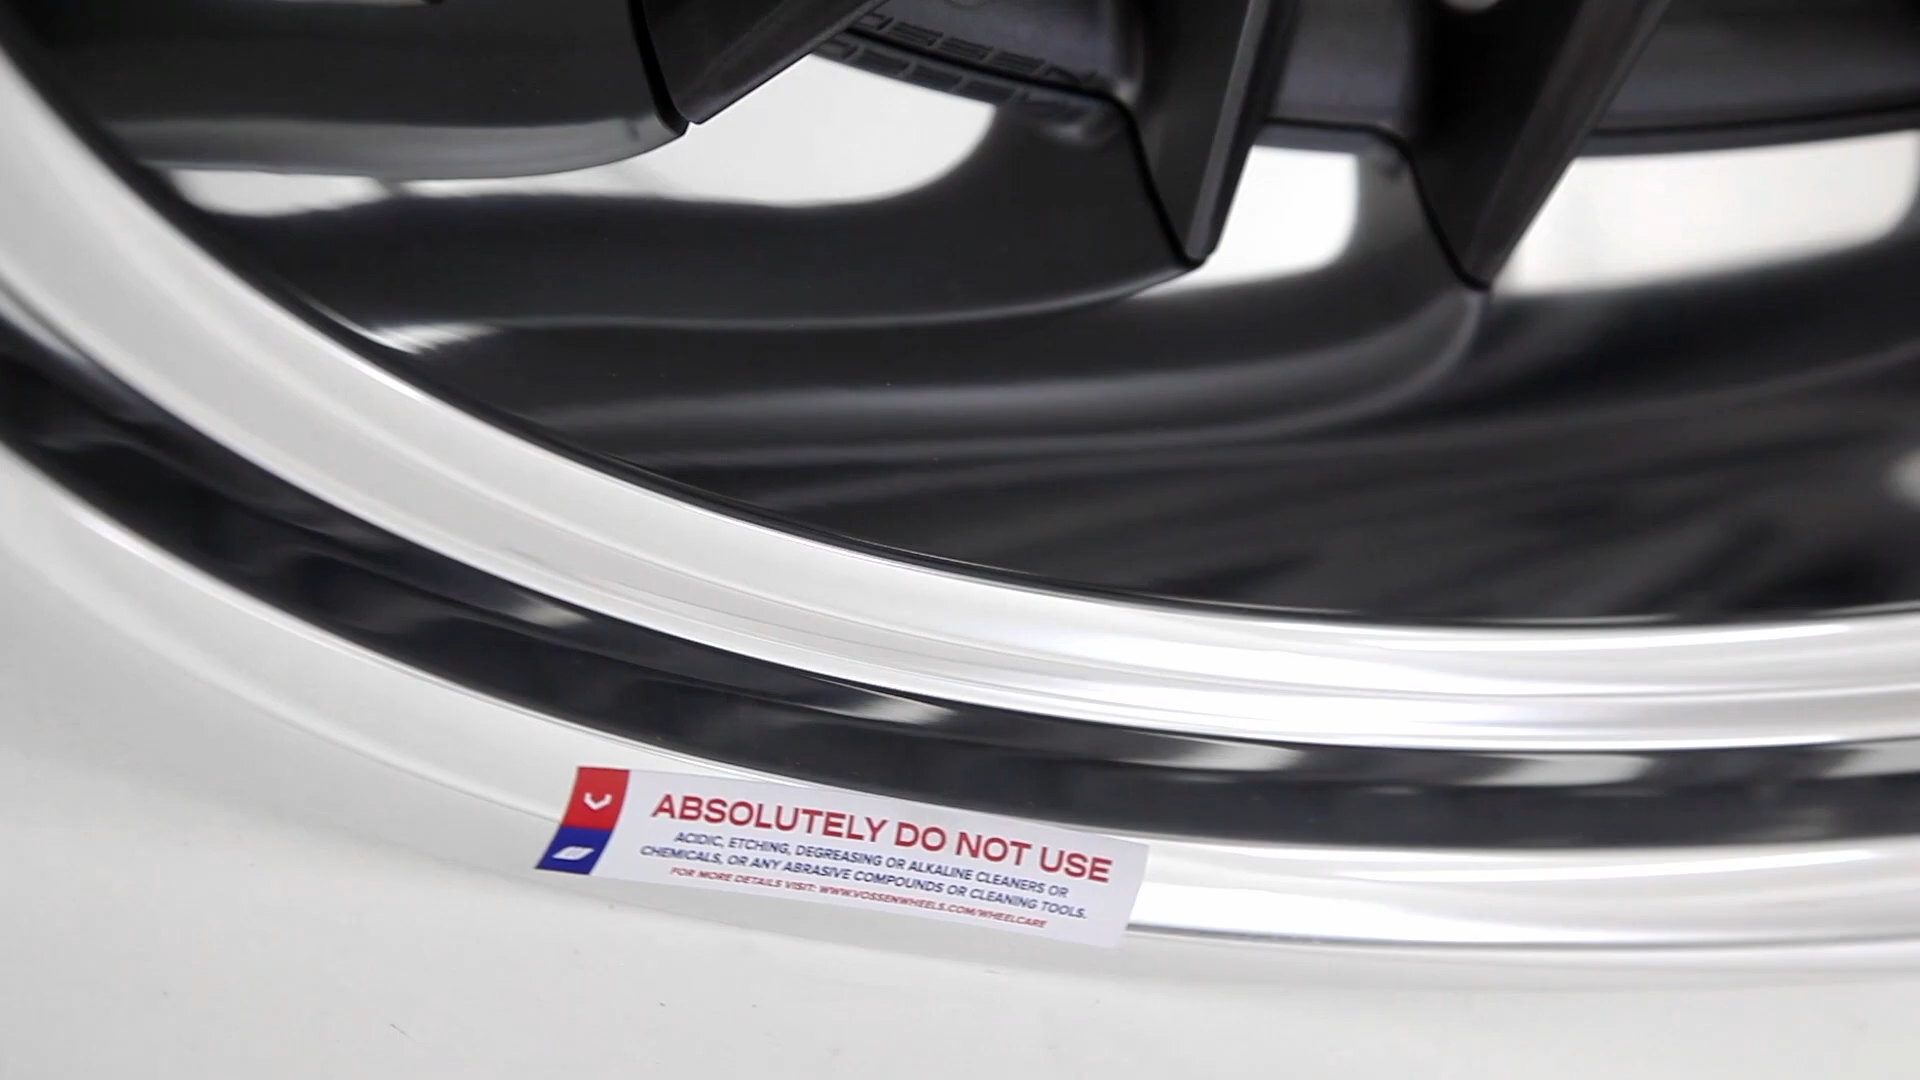 VOSSEN
ABSOLUTELY DO NOT USE
ACIDIC, ETCHING, DEGREASING OR ALKALINE CLEANERS OR
CHEMICALS, OR ANY ABRASIVE COMPOUNDS OR CLEANING TOOLS.
FOR MORE DETAILS VISIT: WWW.VOSSENWHEELS.COM/WHEELCARE